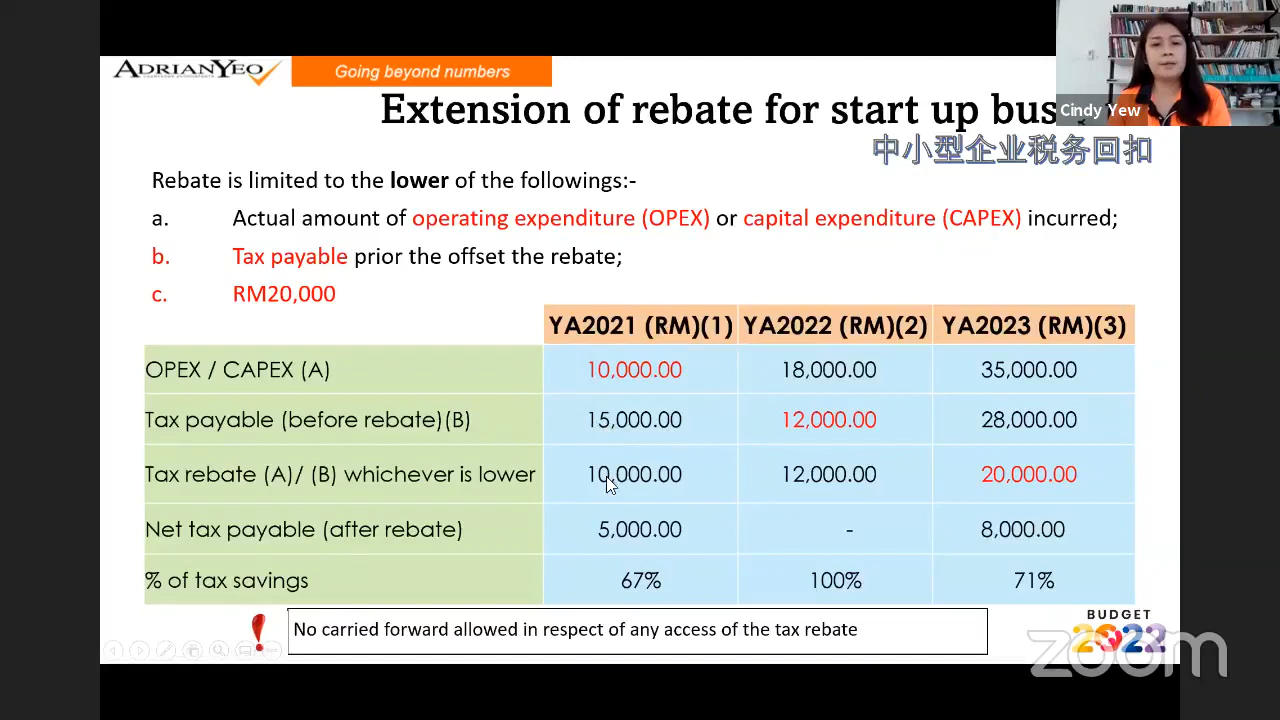 ADRIANYEO
Going beyond numbers
Cindy Yew
Extension of rebate for start up bus
中小型企业税务回扣
Rebate is limited to the lower of the followings:-
a. Actual amount of operating expenditure (OPEX) or capital expenditure (CAPEX) incurred;
b. Tax payable prior the offset the rebate;
c. RM20,000
YA2021 (RM)(1) YA2022 (RM)(2) YA2023 (RM)(3)
OPEX / CAPEX (A) 10,000.00 18,000.00 35,000.00
Tax payable (before rebate)(B) 15,000.00 12,000.00 28,000.00
Tax rebate (A)/ (B) whichever is lower 10,000.00 12,000.00 20,000.00
Net tax payable (after rebate) 5,000.00 - 8,000.00
% of tax savings 67% 100% 71%
No carried forward allowed in respect of any access of the tax rebate
BUDGET
zoom